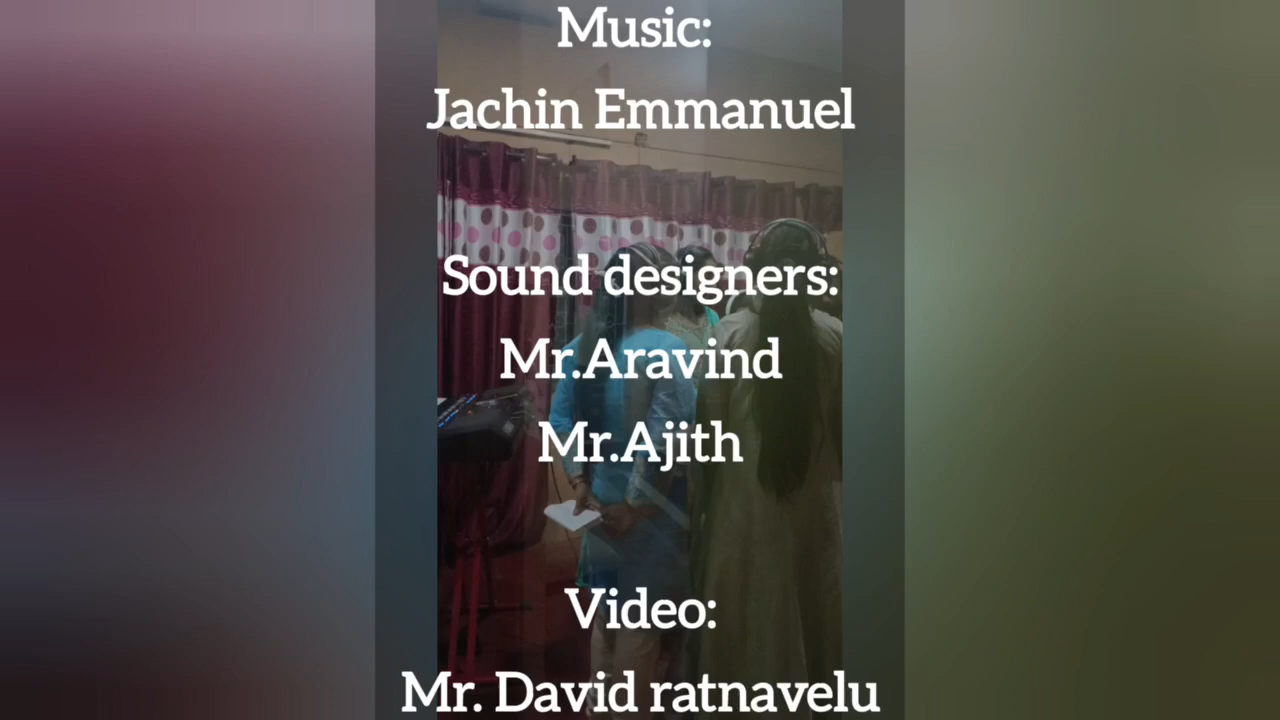 Music:
Jachin Emmanuel
Sound designers:
Mr.Aravind
Mr.Ajith
Video:
Mr. David ratnavelu